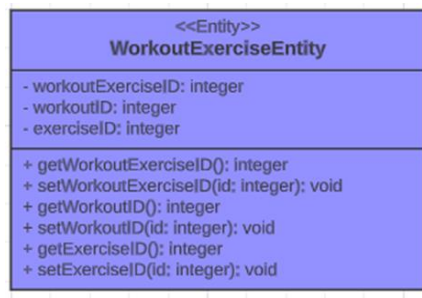 <<Entity>>
WorkoutExerciseEntity
- workoutExerciseID: integer
- workoutID: integer
- exerciseID: integer
+ getWorkoutExerciseID(): integer
+ setWorkoutExerciseID(id: integer): void
+ getWorkoutID(): integer
+ setWorkoutID(id: integer): void
+ getExerciseID(): integer
+ setExerciseID(id: integer): void